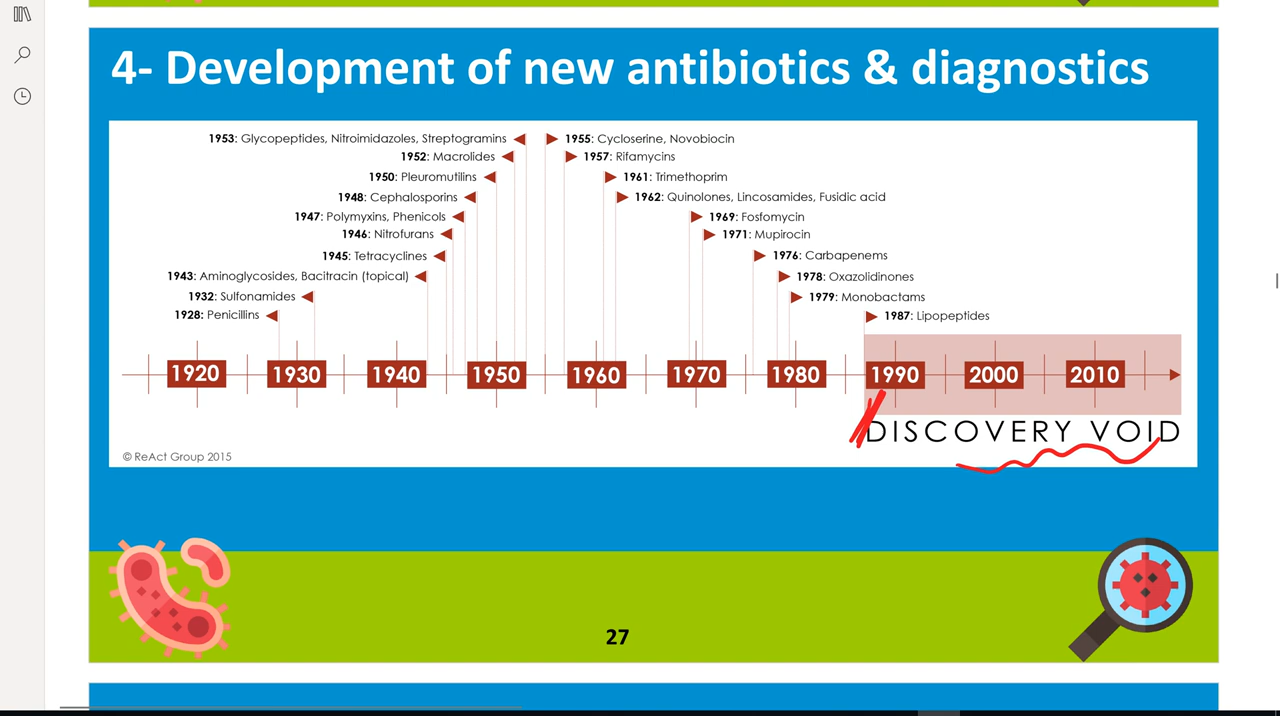 4- Development of new antibiotics & diagnostics
1953: Glycopeptides, Nitroimidazoles, Streptogramins
1952: Macrolides
1950: Pleuromutilins
1948: Cephalosporins
1947: Polymyxins, Phenicols
1946: Nitrofurans
1945: Tetracyclines
1943: Aminoglycosides, Bacitracin (topical)
1932: Sulfonamides
1928: Penicillins
1955: Cycloserine, Novobiocin
1957: Rifamycins
1961: Trimethoprim
1962: Quinolones, Lincosamides, Fusidic acid
1969: Fosfomycin
1971: Mupirocin
1976: Carbapenems
1978: Oxazolidinones
1979: Monobactams
1987: Lipopeptides
1920 1930 1940 1950 1960 1970 1980 1990 2000 2010
DISCOVERY VOID
© ReAct Group 2015
27